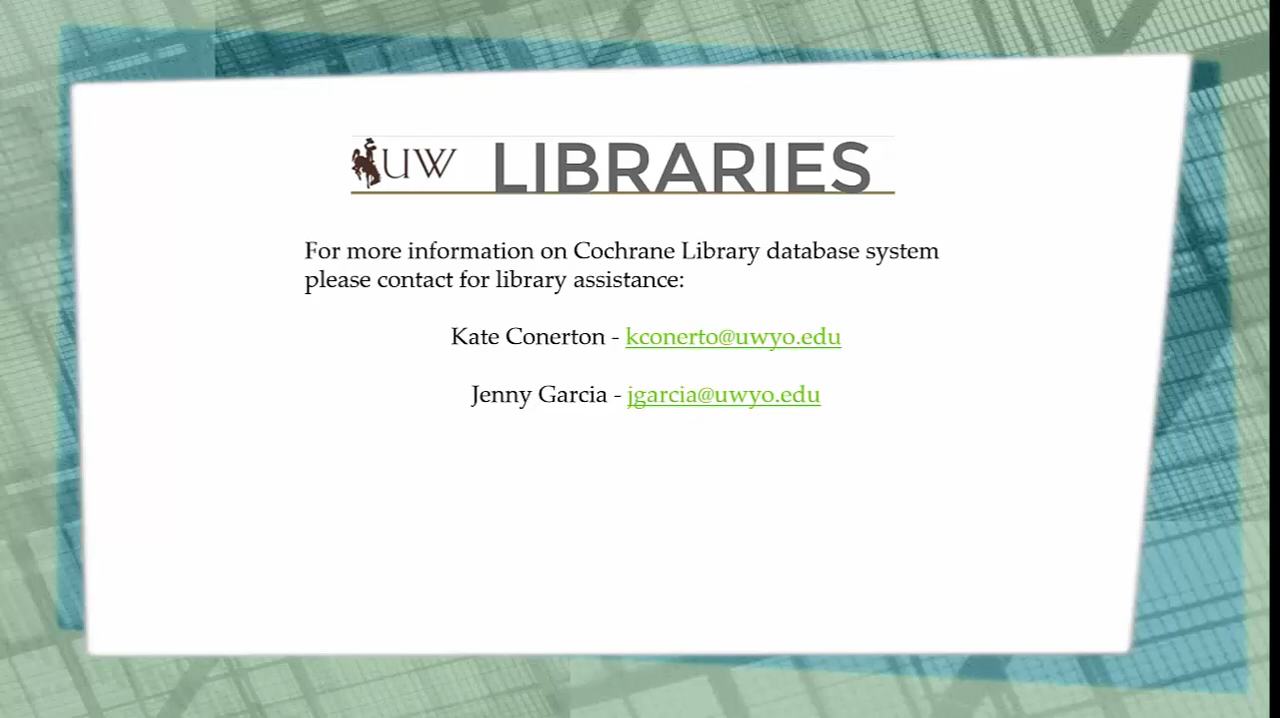 UW LIBRARIES
For more information on Cochrane Library database system
please contact for library assistance:
Kate Conerton - kconerto@uwyo.edu
Jenny Garcia - jgarcia@uwyo.edu